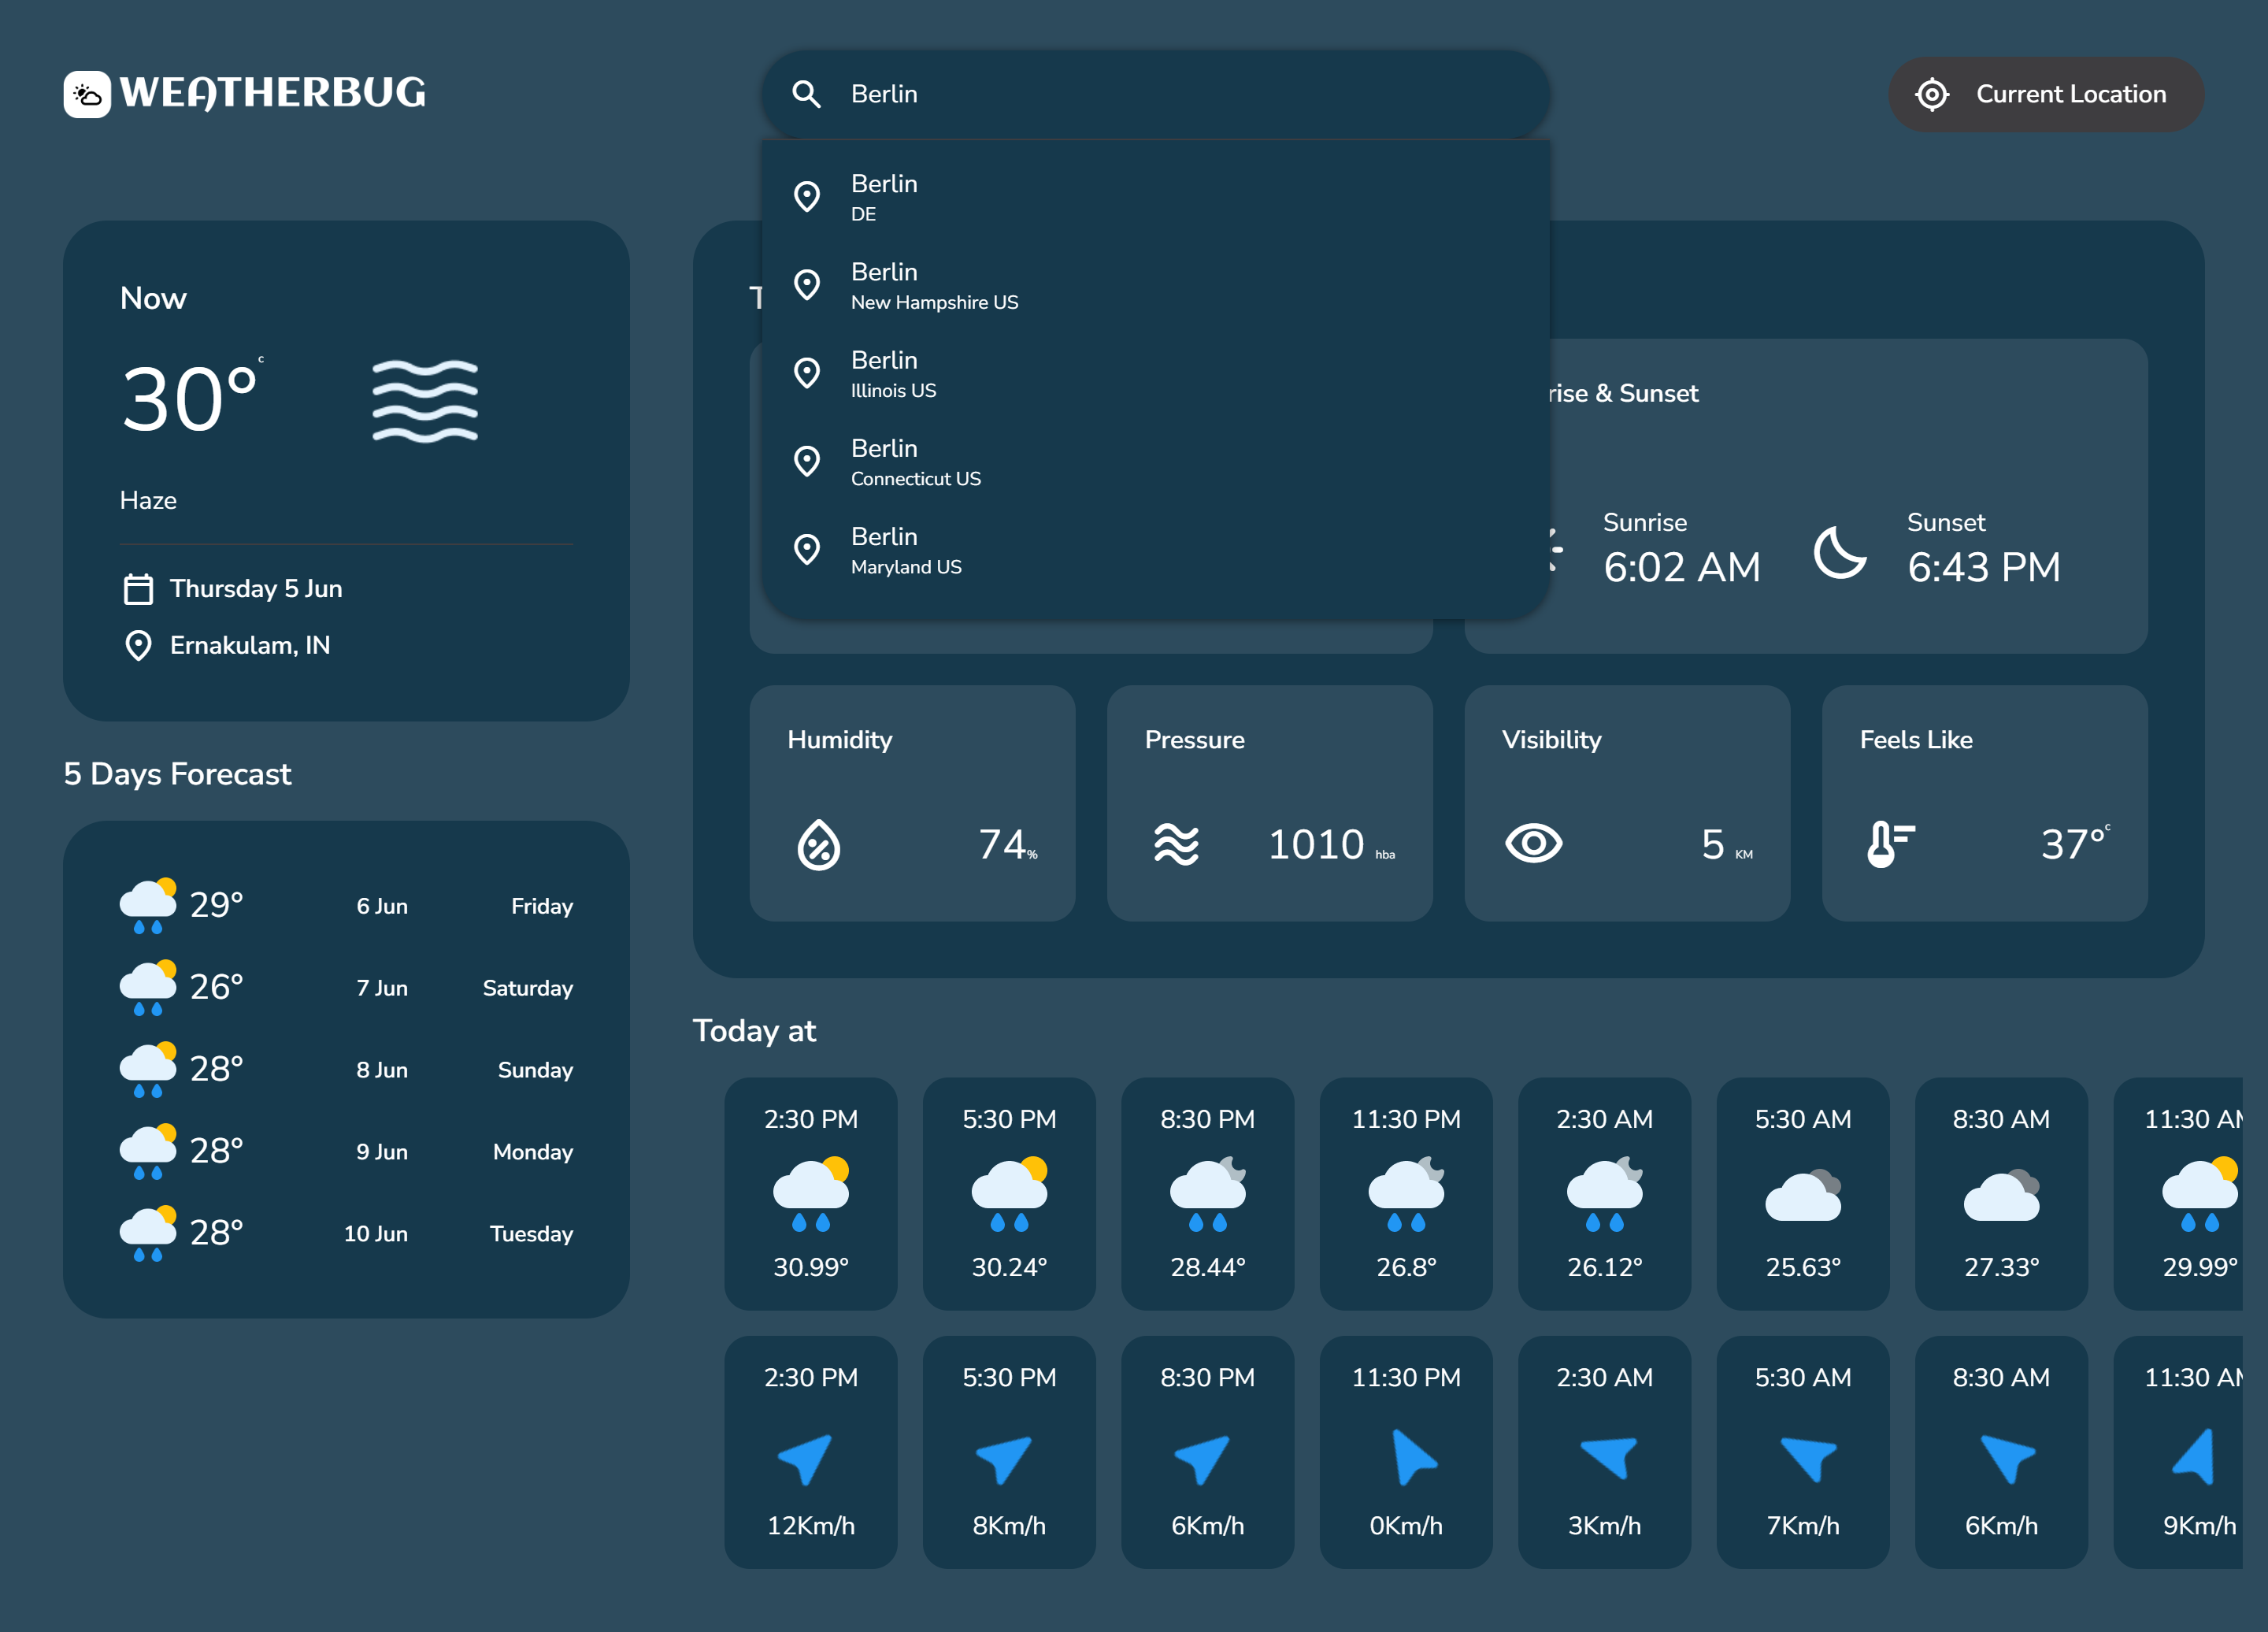 WEATHERBUG
Berlin
Current Location
Berlin
DE
Berlin
New Hampshire US
Berlin
Illinois US
Berlin
Connecticut US
Berlin
Maryland US
Now
30° c
Haze
Thursday 5 Jun
Ernakulam, IN
5 Days Forecast
29° 6 Jun Friday
26° 7 Jun Saturday
28° 8 Jun Sunday
28° 9 Jun Monday
28° 10 Jun Tuesday
T
rise & Sunset
Sunrise
6:02 AM
Sunset
6:43 PM
Humidity
74%
Pressure
1010 hba
Visibility
5 KM
Feels Like
37° c
Today at
2:30 PM 5:30 PM 8:30 PM 11:30 PM 2:30 AM 5:30 AM 8:30 AM 11:30 AM
30.99° 30.24° 28.44° 26.8° 26.12° 25.63° 27.33° 29.99°
2:30 PM 5:30 PM 8:30 PM 11:30 PM 2:30 AM 5:30 AM 8:30 AM 11:30 AM
12Km/h 8Km/h 6Km/h 0Km/h 3Km/h 7Km/h 6Km/h 9Km/h